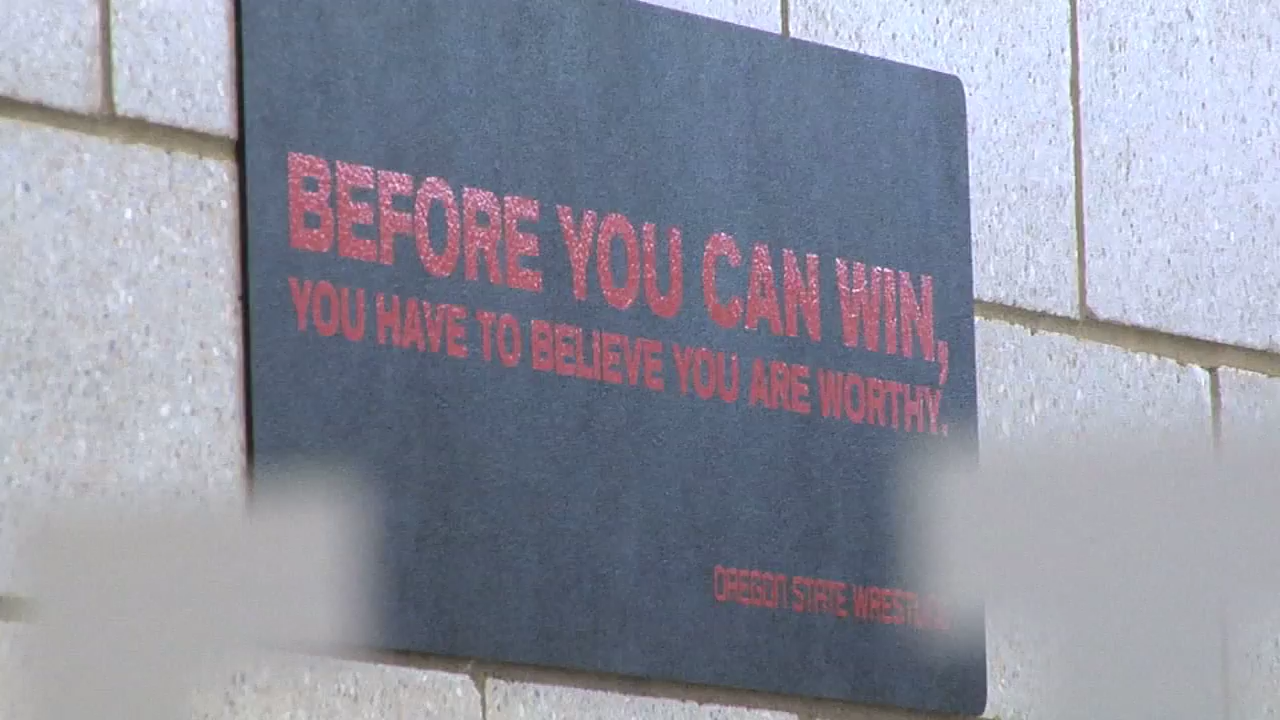 BEFORE YOU CAN WIN,
YOU HAVE TO BELIEVE YOU ARE WORTHY.
OREGON STATE WRESTLING